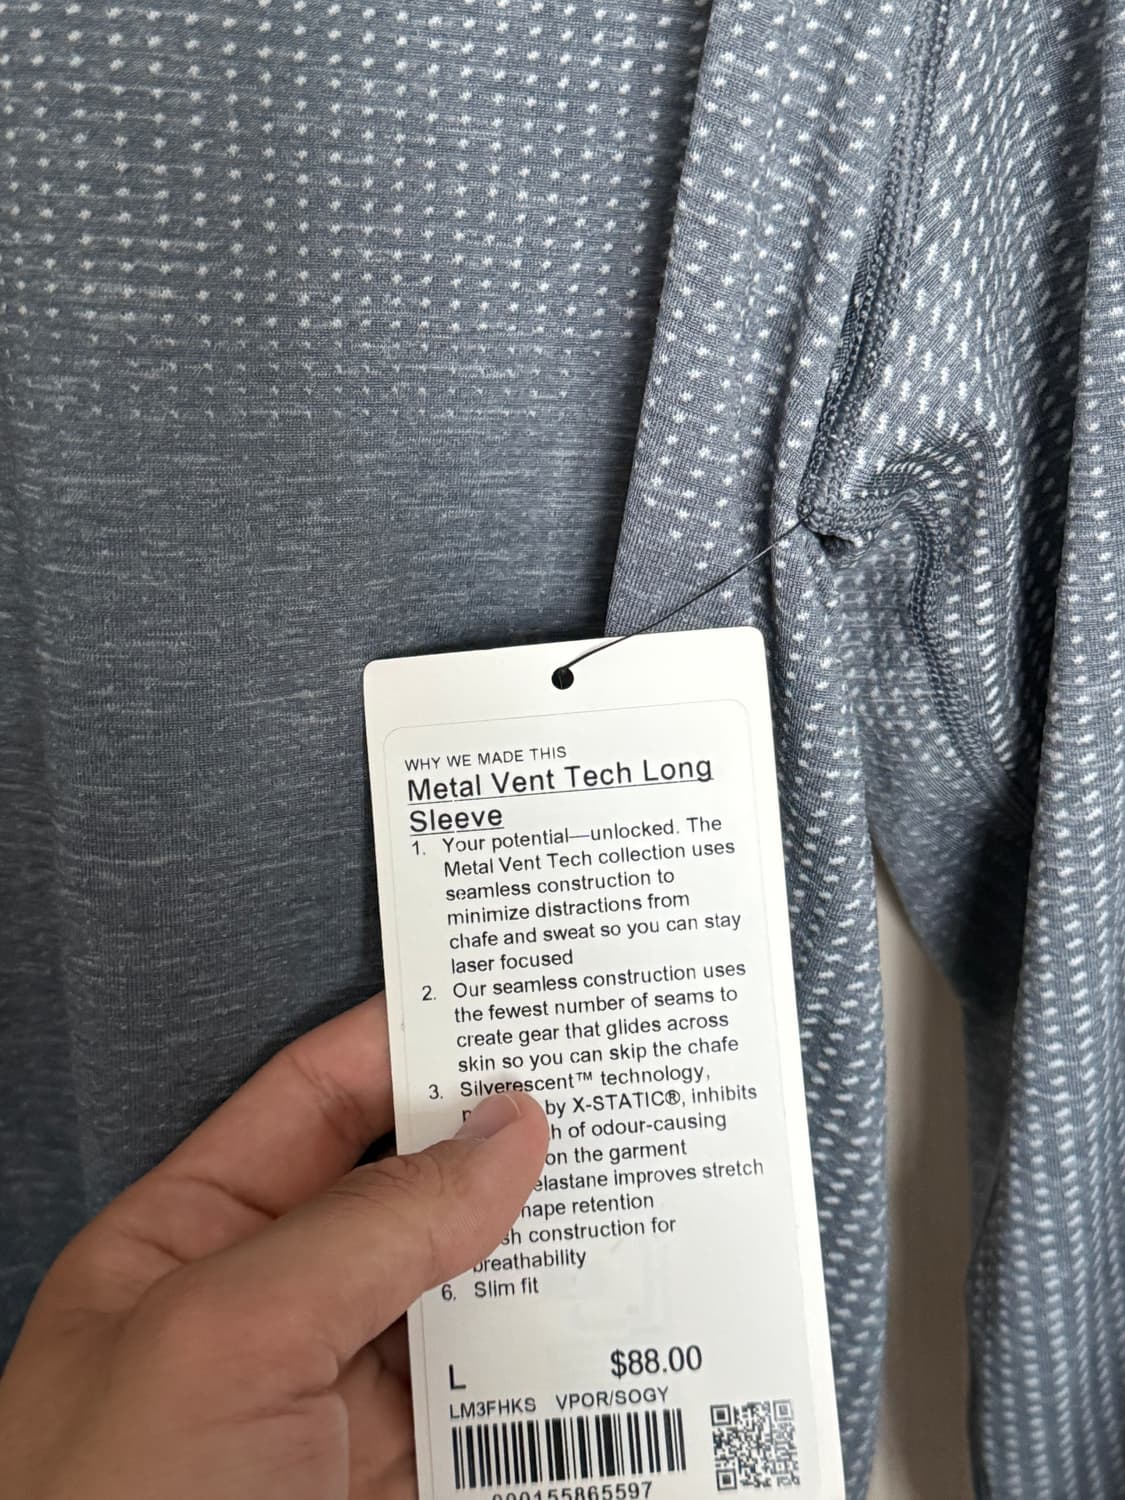 WHY WE MADE THIS
Metal Vent Tech Long
Sleeve
1. Your potential—unlocked. The
Metal Vent Tech collection uses
seamless construction to
minimize distractions from
chafe and sweat so you can stay
laser focused
2. Our seamless construction uses
the fewest number of seams to
create gear that glides across
skin so you can skip the chafe
3. Silverescent™ technology,
by X-STATIC®, inhibits
of odour-causing
on the garment
elastane improves stretch
retention
construction for
breathability
6. Slim fit
L $88.00
LM3FHKS VPOR/SOGY
000155865597